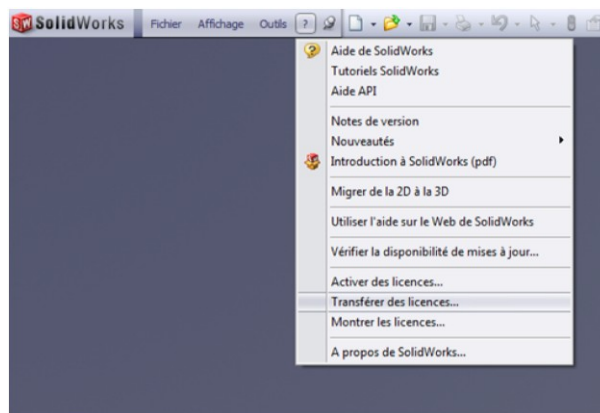 SW SolidWorks Fichier Affichage Outils ?
Aide de SolidWorks
Tutoriels SolidWorks
Aide API
Notes de version
Nouveautés
Introduction à SolidWorks (pdf)
Migrer de la 2D à la 3D
Utiliser l'aide sur le Web de SolidWorks
Vérifier la disponibilité de mises à jour...
Activer des licences...
Transférer des licences...
Montrer les licences...
A propos de SolidWorks...